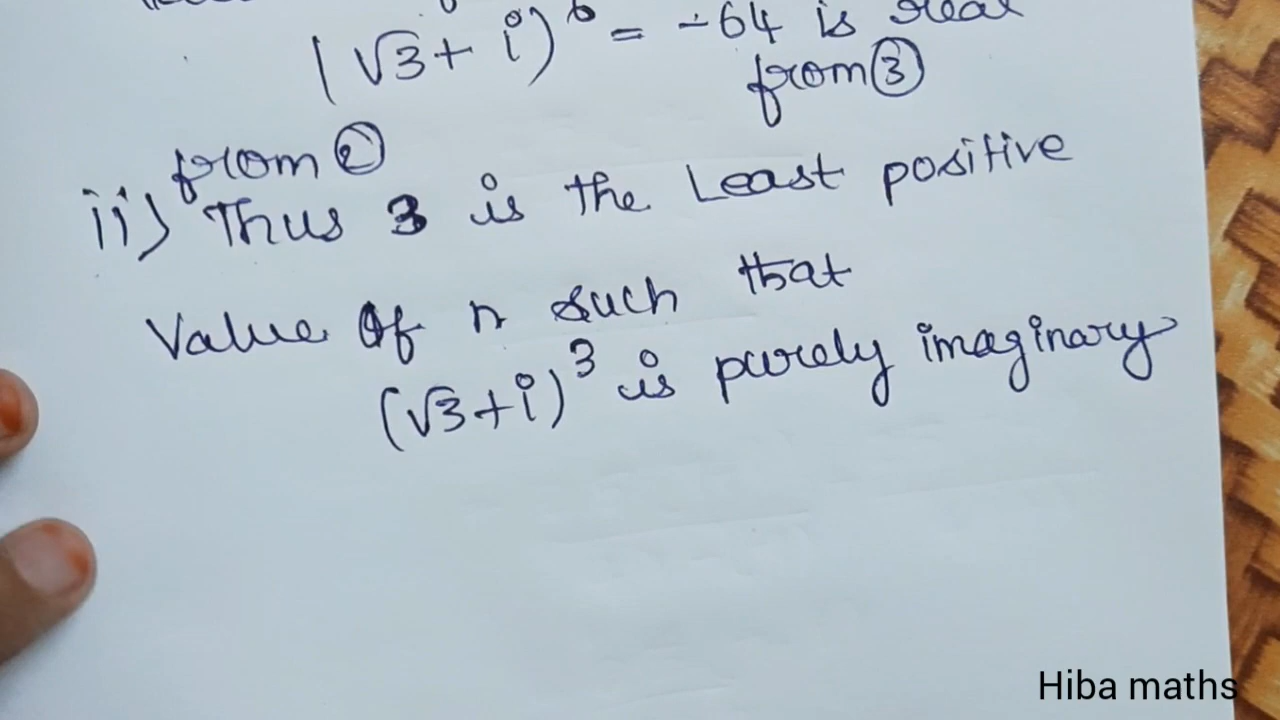 (√3 + i)⁶ = -64 is real
from ③
from ②
ii) Thus 3 is the Least positive
Value of n such that
(√3+i)³ is purely imaginary
Hiba maths